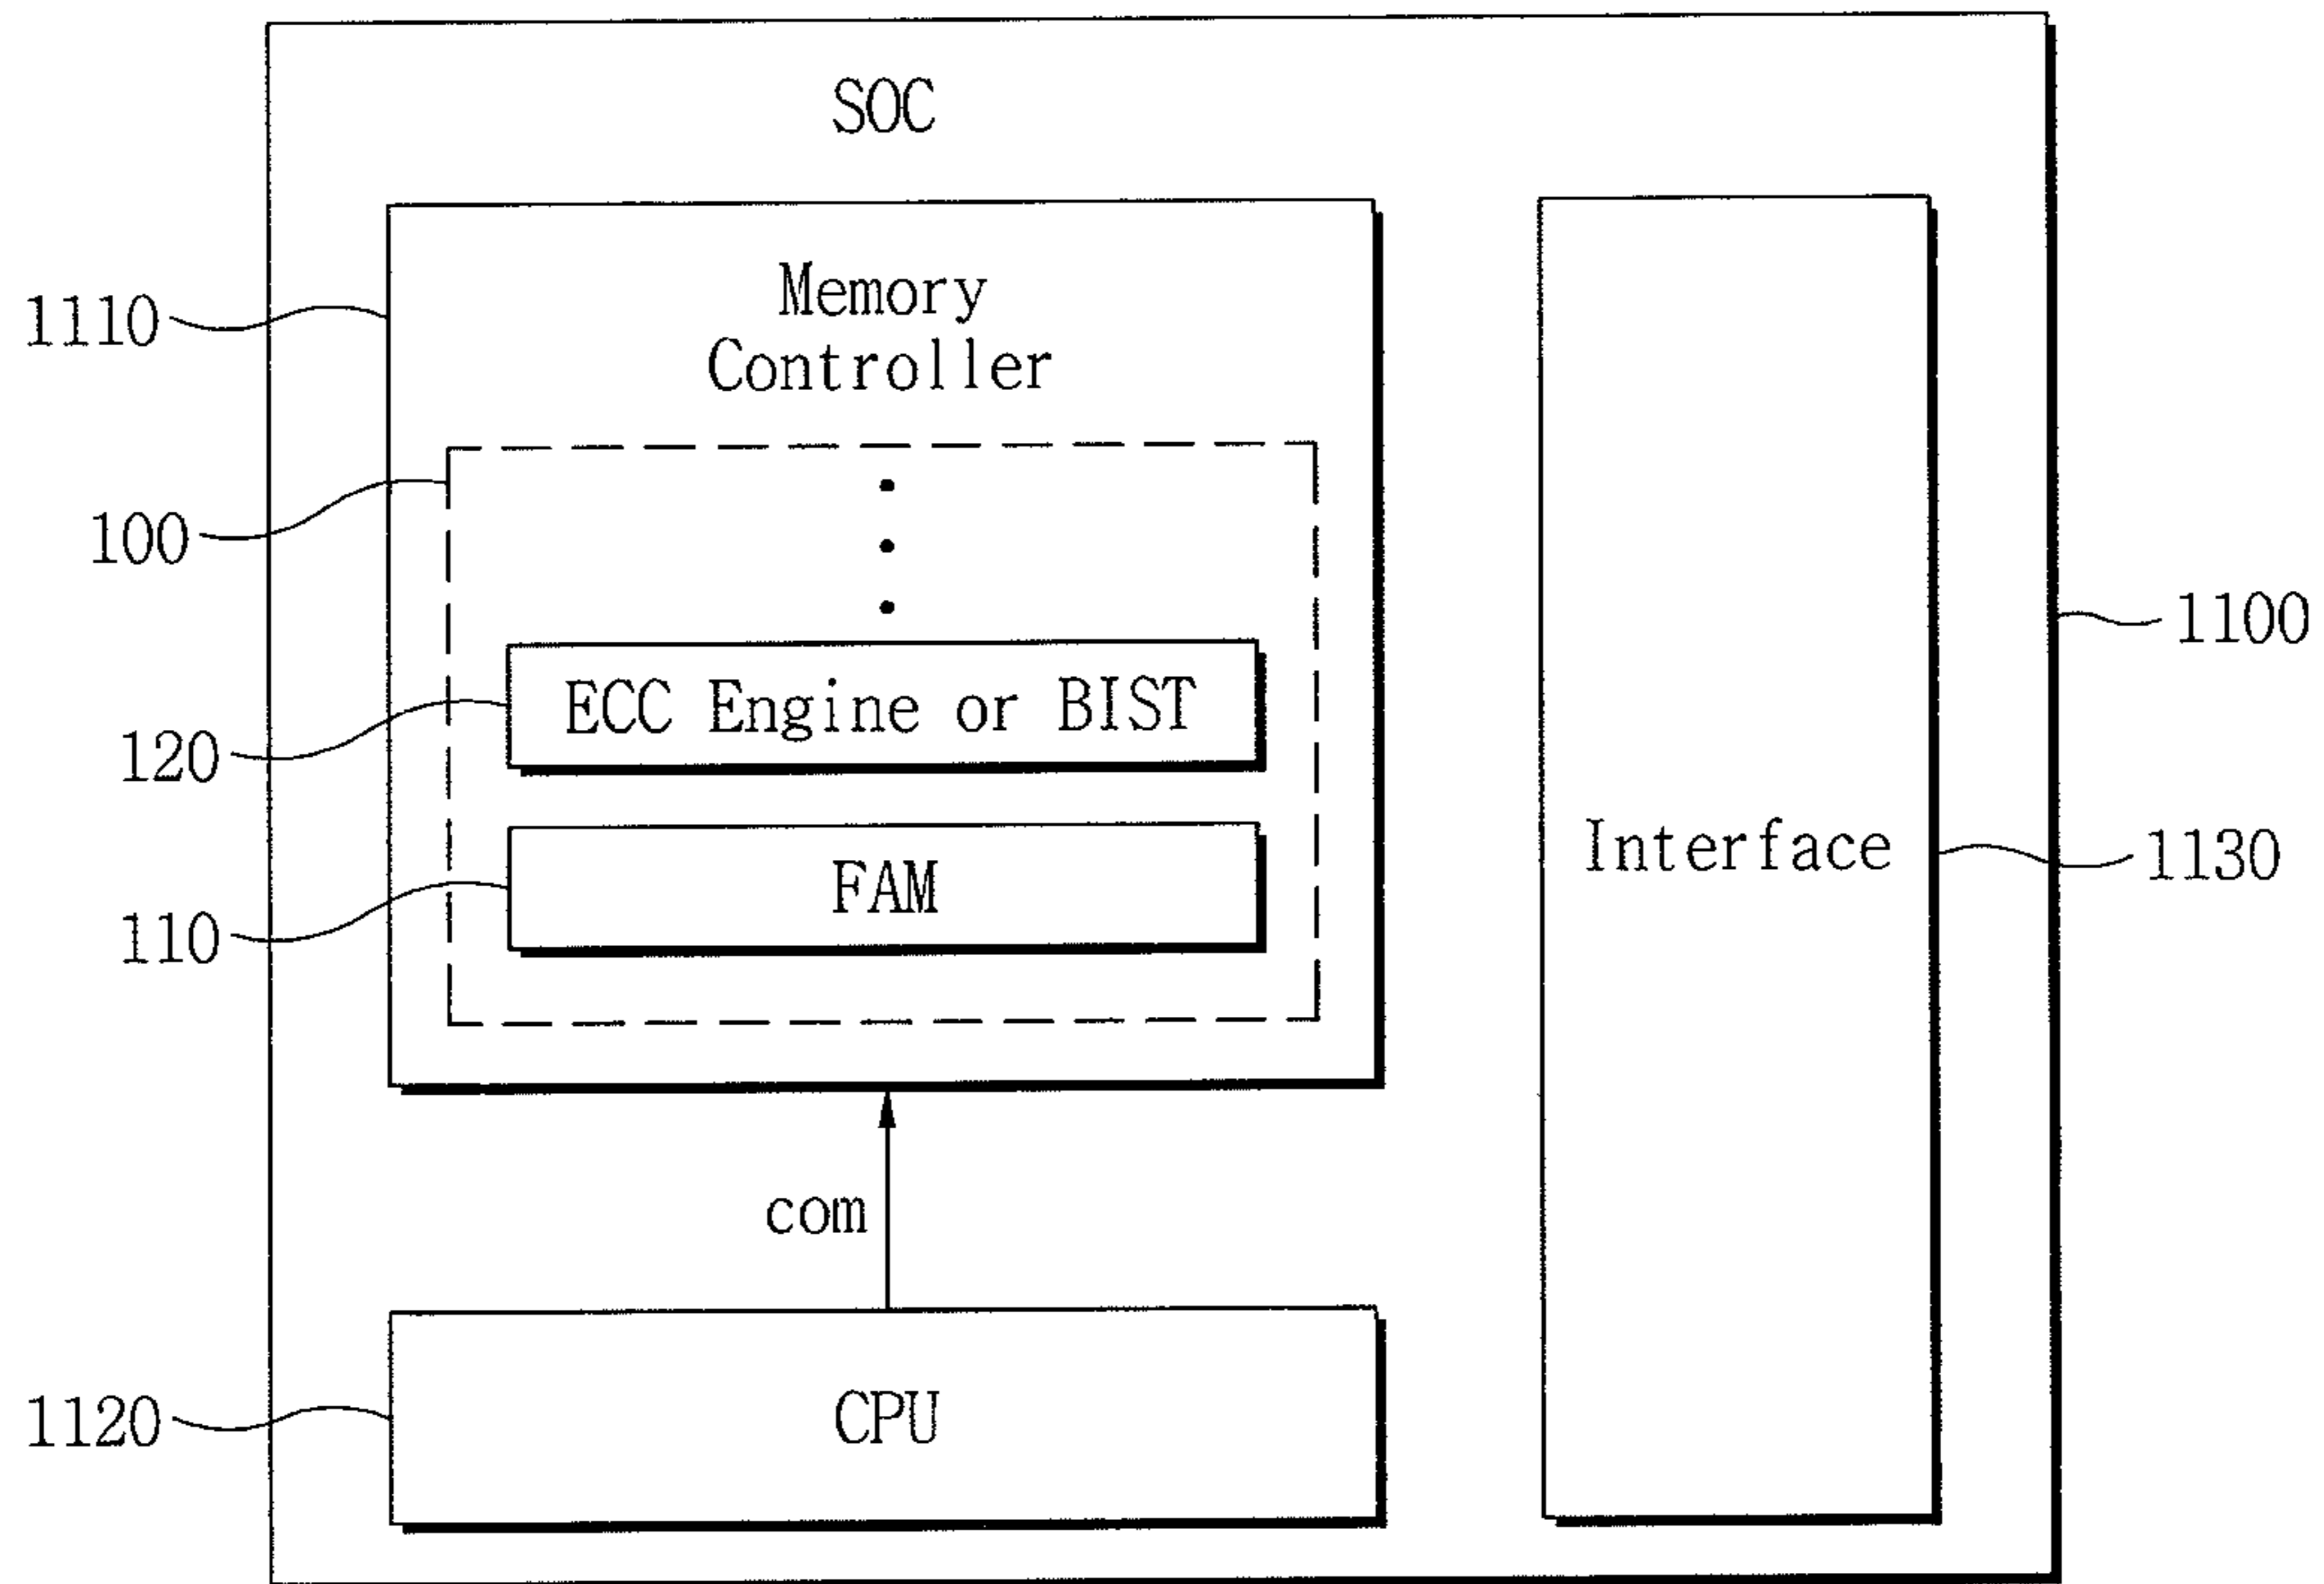 SOC
Memory
Controller
1110
100
1100
ECC Engine or BIST
120
Interface
1130
FAM
110
com
CPU
1120